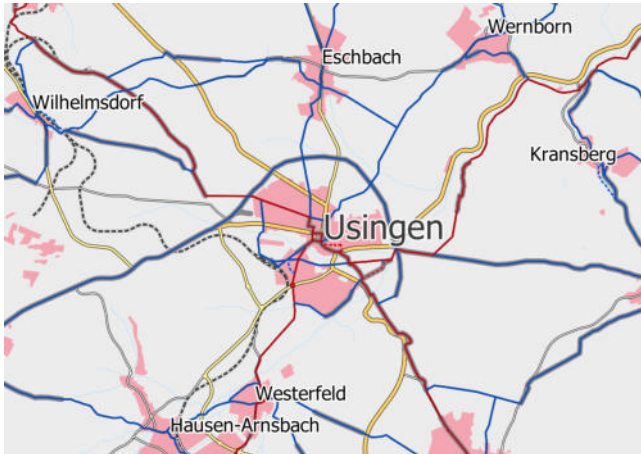 Wernborn
Eschbach
Wilhelmsdorf
Kransberg
Usingen
Westerfeld
Hausen-Arnsbach